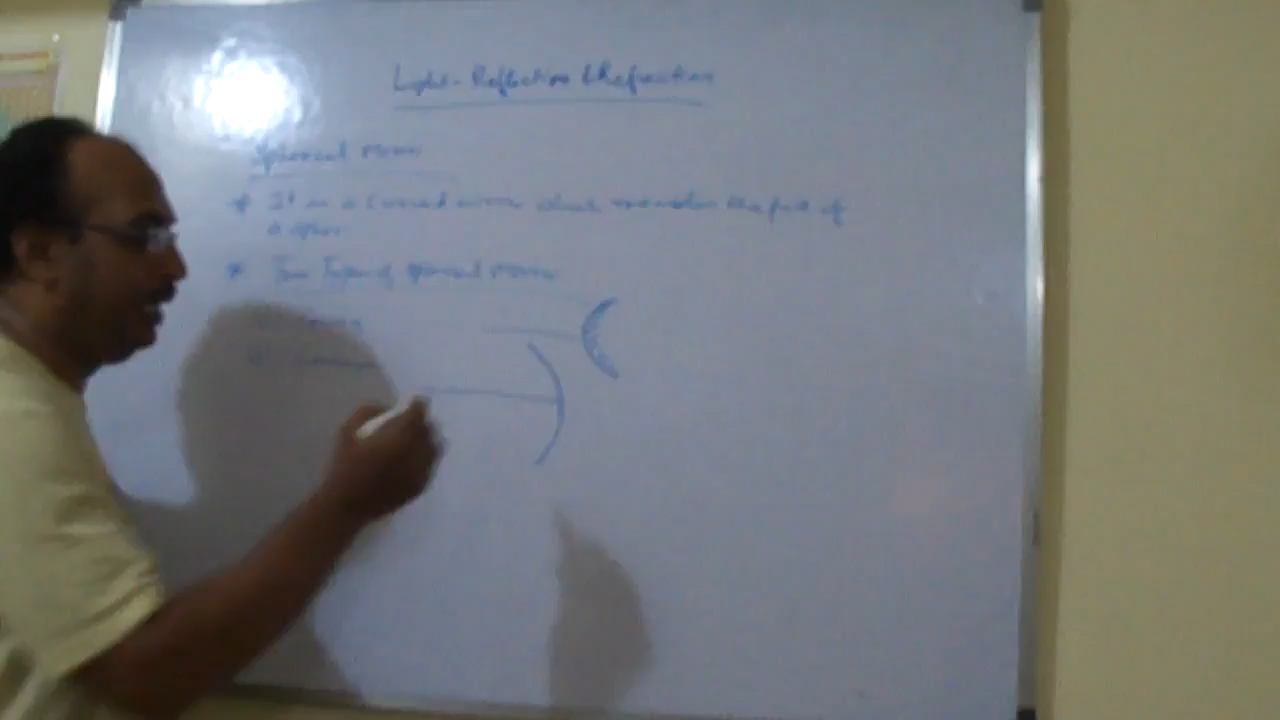 Light - Reflection & Refraction
Spherical Mirror
* It is a curved mirror which resembles the part of
a sphere
* Two Types of spherical mirror